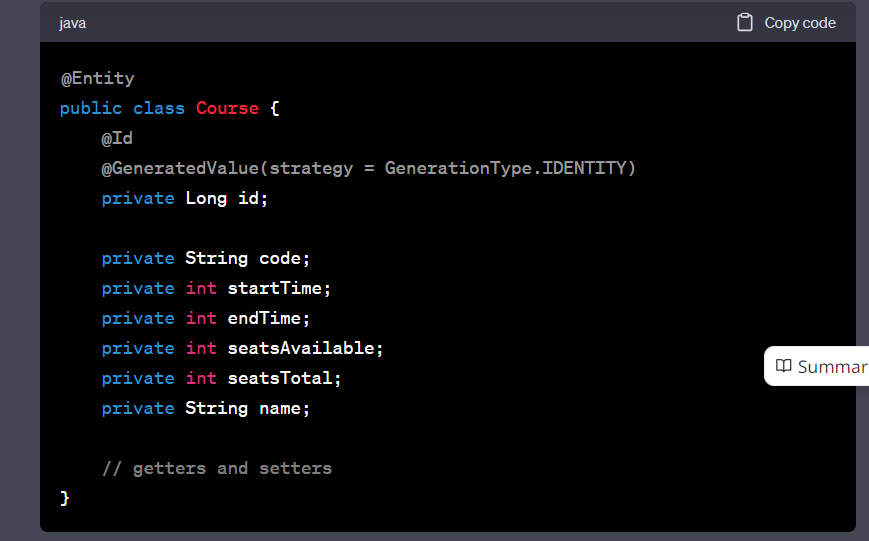 java
Copy code
@Entity
public class Course {
    @Id
    @GeneratedValue(strategy = GenerationType.IDENTITY)
    private Long id;

    private String code;
    private int startTime;
    private int endTime;
    private int seatsAvailable;
    private int seatsTotal;
    private String name;

    // getters and setters
}
Summar